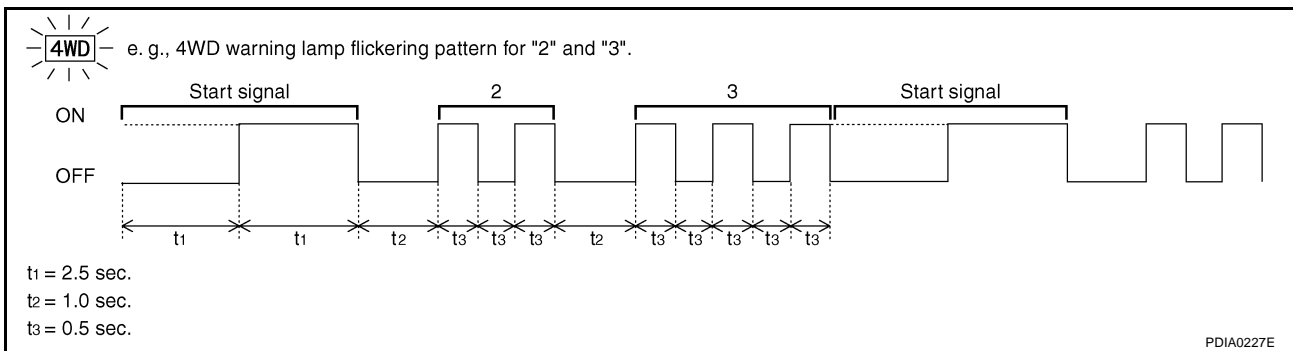 4WD e. g., 4WD warning lamp flickering pattern for "2" and "3".
Start signal 2 3 Start signal
ON
OFF
t1 t1 t2 t3 t3 t3 t2 t3 t3 t3 t3 t3
t1 = 2.5 sec.
t2 = 1.0 sec.
t3 = 0.5 sec.
PDIA0227E